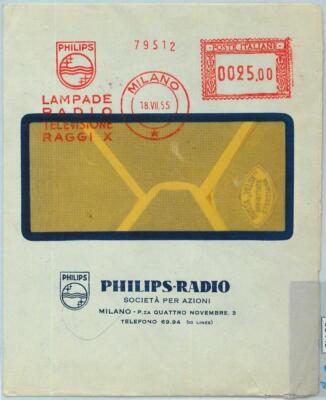 79512
POSTE ITALIANE
PHILIPS
0025,00
MILANO
18.VII.55
LAMPADE
RADIO
TELEVISIONE
RAGGI X
PHILIPS
PHILIPS-RADIO
SOCIETÀ PER AZIONI
MILANO - P.ZA QUATTRO NOVEMBRE. 3
TELEFONO 69.94 (30 LINEE)